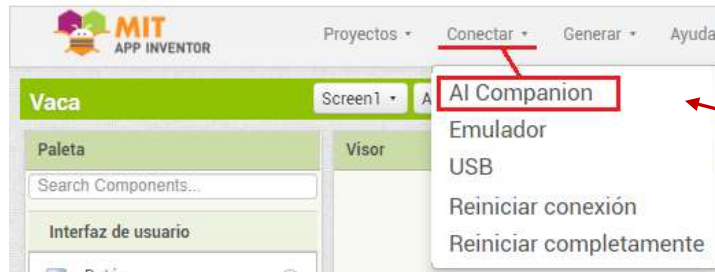 MIT
APP INVENTOR
Proyectos Conectar Generar Ayuda
Vaca
Screen1 A
AI Companion
Emulador
USB
Reiniciar conexión
Reiniciar completamente
Paleta
Visor
Search Components...
Interfaz de usuario